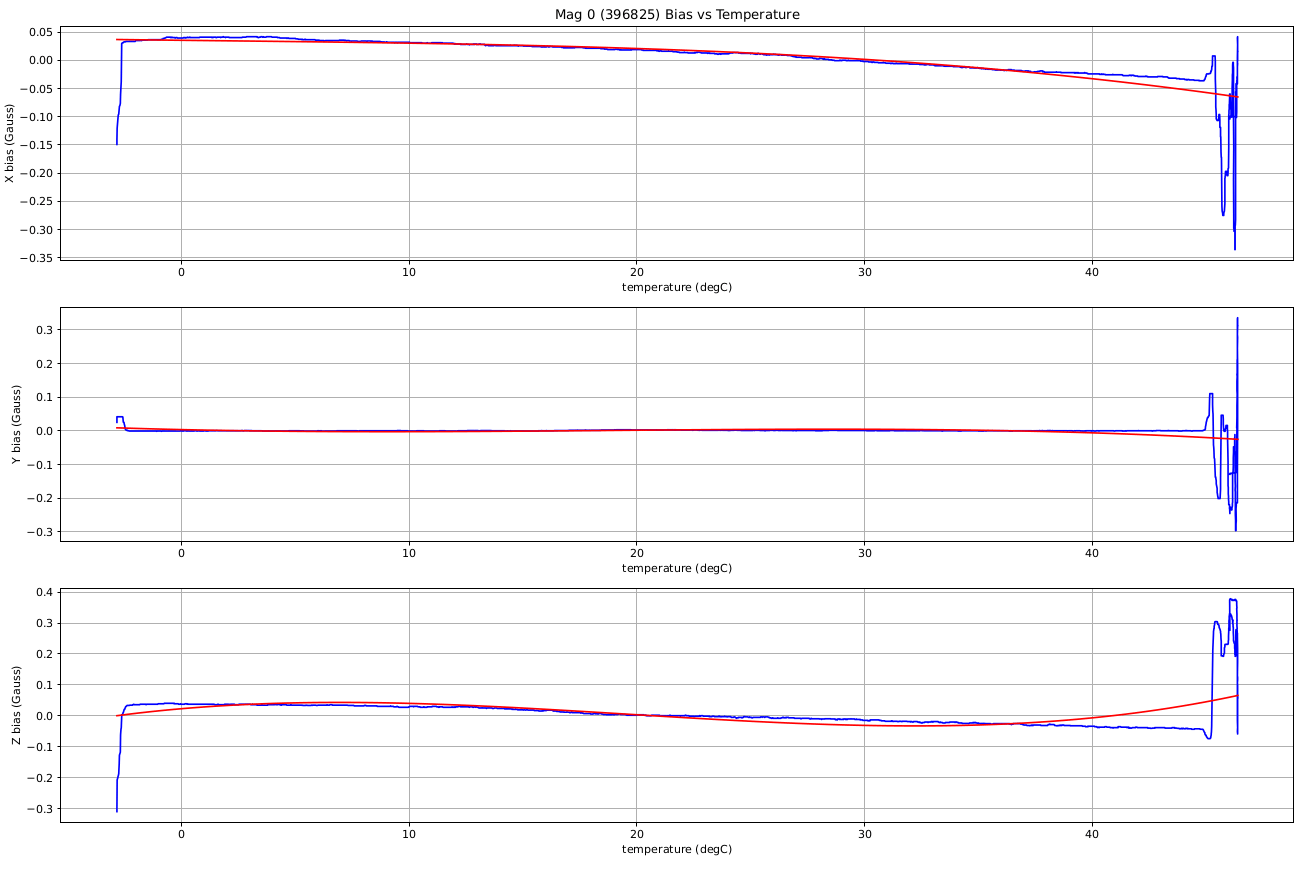 Mag 0 (396825) Bias vs Temperature
X bias (Gauss)
0.05
0.00
−0.05
−0.10
−0.15
−0.20
−0.25
−0.30
−0.35
0 10 20 30 40
temperature (degC)
Y bias (Gauss)
0.3
0.2
0.1
0.0
−0.1
−0.2
−0.3
0 10 20 30 40
temperature (degC)
Z bias (Gauss)
0.4
0.3
0.2
0.1
0.0
−0.1
−0.2
−0.3
0 10 20 30 40
temperature (degC)